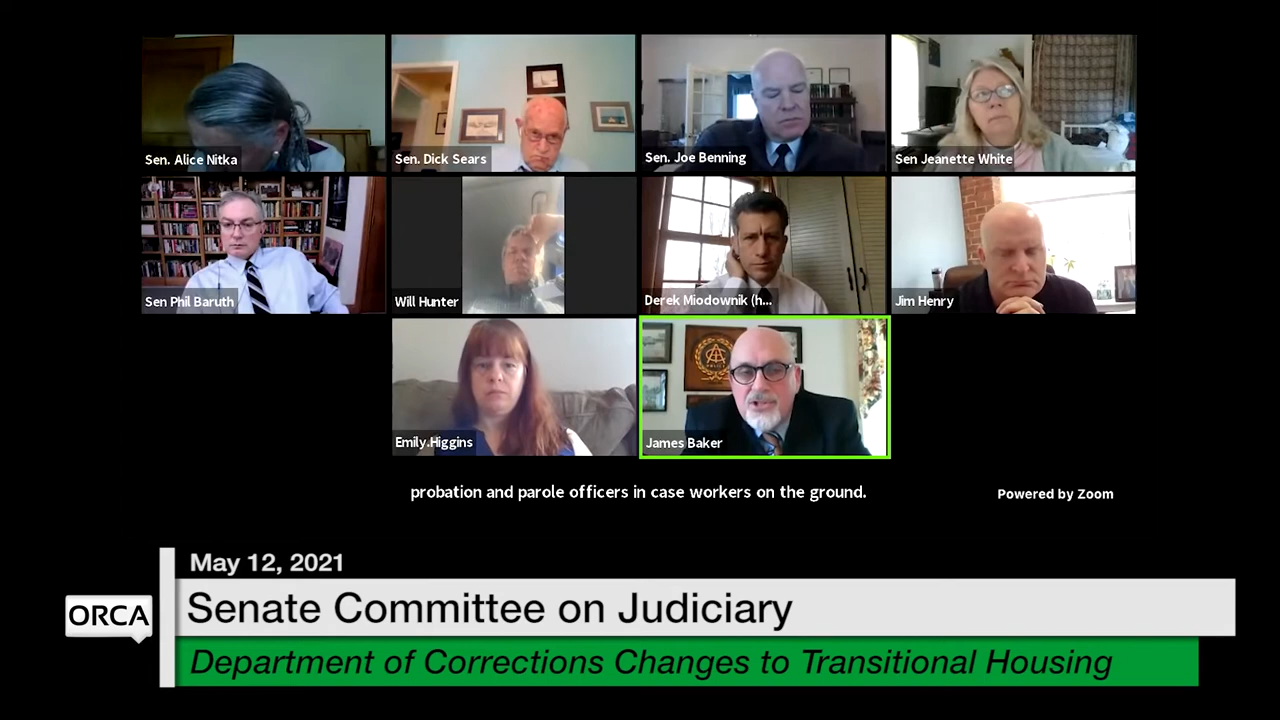 Sen. Alice Nitka
Sen. Dick Sears
Sen. Joe Benning
Sen Jeanette White
Sen Phil Baruth
Will Hunter
Derek Miodownik (h...
Jim Henry
Emily.Higgins
James Baker
probation and parole officers in case workers on the ground.
Powered by Zoom
May 12, 2021
ORCA
Senate Committee on Judiciary
Department of Corrections Changes to Transitional Housing